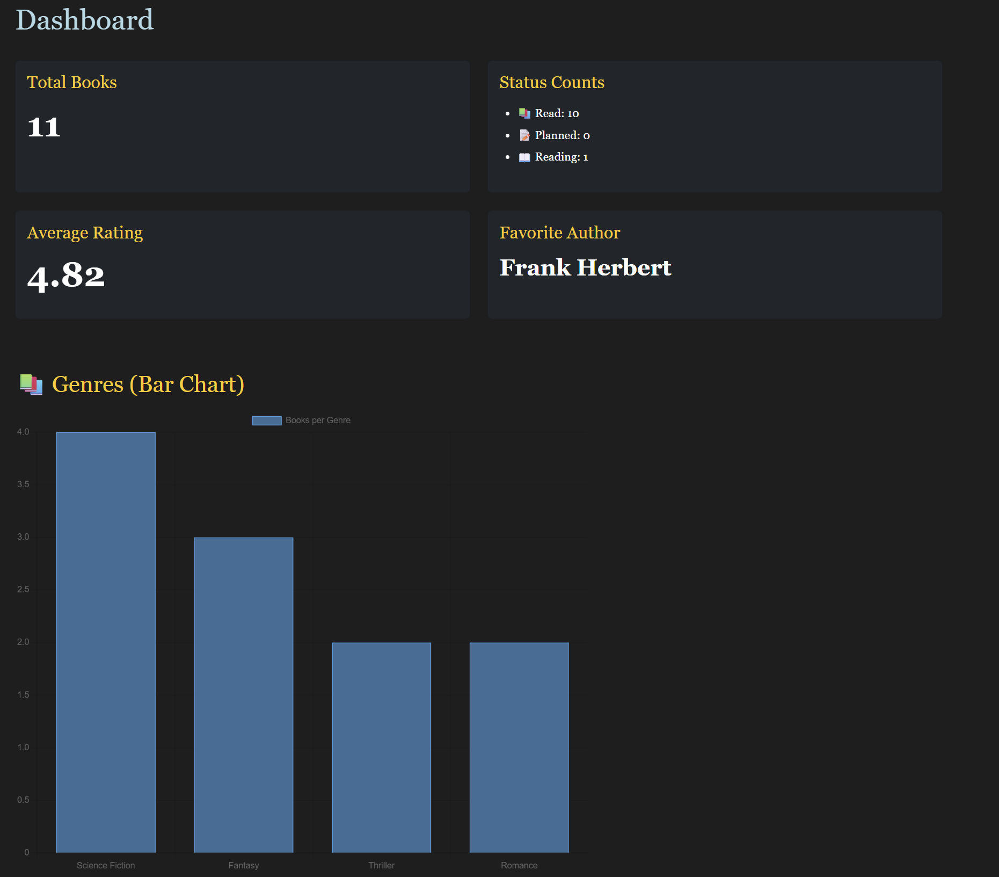 Dashboard
Total Books
11
Status Counts
Read: 10
Planned: 0
Reading: 1
Average Rating
4.82
Favorite Author
Frank Herbert
Genres (Bar Chart)
Books per Genre
4.0
3.5
3.0
2.5
2.0
1.5
1.0
0.5
0
Science Fiction
Fantasy
Thriller
Romance